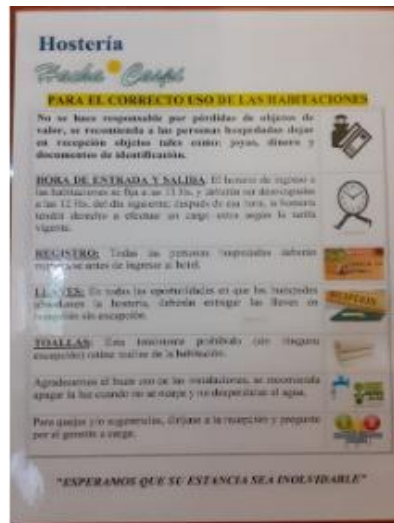 Hostería
Hacha Caspi
PARA EL CORRECTO USO DE LAS HABITACIONES
No se hace responsable por pérdidas de objetos de
valor, se recomienda a las personas hospedadas dejar
en recepción objetos tales como: joyas, dinero y
documentos de identificación.
HORA DE ENTRADA Y SALIDA. El horario de ingreso a
las habitaciones se fija a las Hs. y deberán ser desocupadas
a las 12 Hs. del día siguiente; después de esa hora, la hostería
tendrá derecho a efectuar un cargo extra según la tarifa
vigente.
REGISTRO: Todas las personas hospedadas deberán
registrarse antes de ingresar al hotel.
LLAVES: En todas las oportunidades en que los huéspedes
abandonen la hostería, deberán entregar las llaves en
recepción sin excepción.
TOALLAS: Esta totalmente prohibido (sin ninguna
excepción) retirar toallas de la habitación.
Agradecemos el buen uso de las instalaciones, se recomienda
apagar la luz cuando no se ocupe y no desperdiciar el agua.
Para quejas y/o sugerencias, diríjase a la recepción y pregunte
por el gerente a cargo.
"ESPERAMOS QUE SU ESTANCIA SEA INOLVIDABLE"